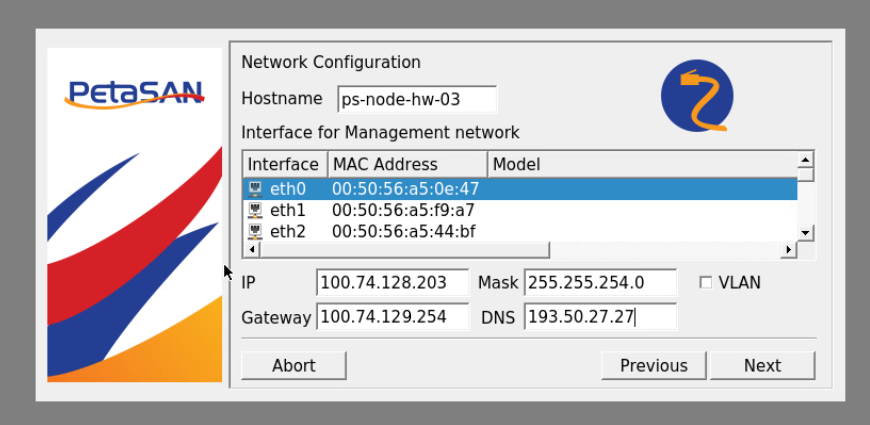 PetaSAN
Network Configuration
Hostname ps-node-hw-03
Interface for Management network
Interface MAC Address Model
eth0 00:50:56:a5:0e:47
eth1 00:50:56:a5:f9:a7
eth2 00:50:56:a5:44:bf
IP 100.74.128.203 Mask 255.255.254.0 VLAN
Gateway 100.74.129.254 DNS 193.50.27.27
Abort Previous Next